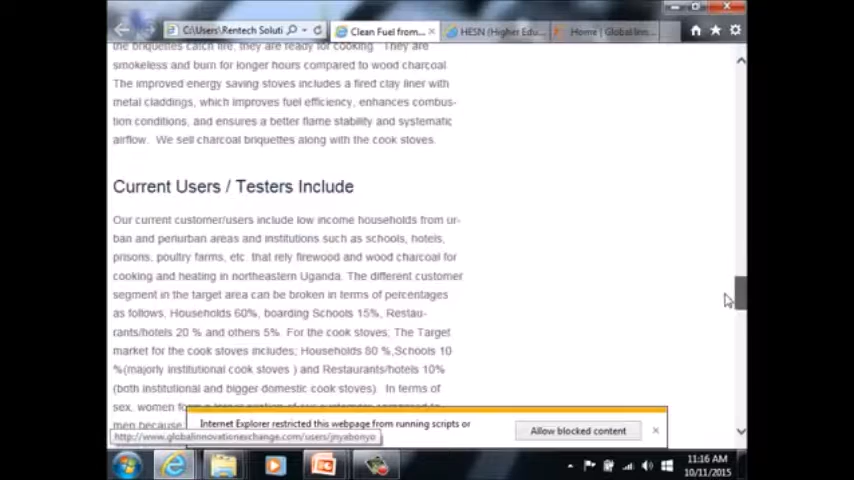 C:\Users\Rentech Soluti
Clean Fuel from...
HESN (Higher Edu...
Home | Global Inn...
the briquettes catch fire, they are ready for cooking. They are
smokeless and burn for longer hours compared to wood charcoal.
The improved energy saving stoves includes a fired clay liner with
metal claddings, which improves fuel efficiency, enhances combus-
tion conditions, and ensures a better flame stability and systematic
airflow. We sell charcoal briquettes along with the cook stoves.
Current Users / Testers Include
Our current customer/users include low income households from ur-
ban and periurban areas and institutions such as schools, hotels,
prisons, poultry farms, etc. that rely firewood and wood charcoal for
cooking and heating in northeastern Uganda. The different customer
segment in the target area can be broken in terms of percentages
as follows, Households 60%, boarding Schools 15%, Restau-
rants/hotels 20 % and others 5%. For the cook stoves; The Target
market for the cook stoves includes; Households 80 %,Schools 10
%(majorly institutional cook stoves ) and Restaurants/hotels 10%
(both institutional and bigger domestic cook stoves). In terms of
sex, women form a larger portion of our customers compared to
men because
Internet Explorer restricted this webpage from running scripts or
Allow blocked content
http://www.globalinnovationexchange.com/users/jnyabonyo
11:16 AM
10/11/2015